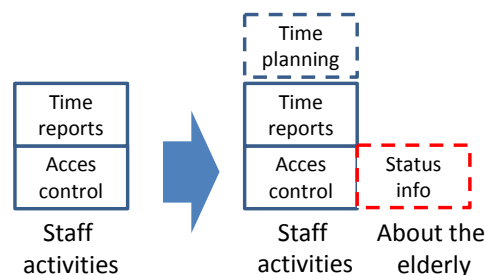 Time
reports
Acces
control
Staff
activities
Time
planning
Time
reports
Acces
control
Status
info
Staff
activities
About the
elderly